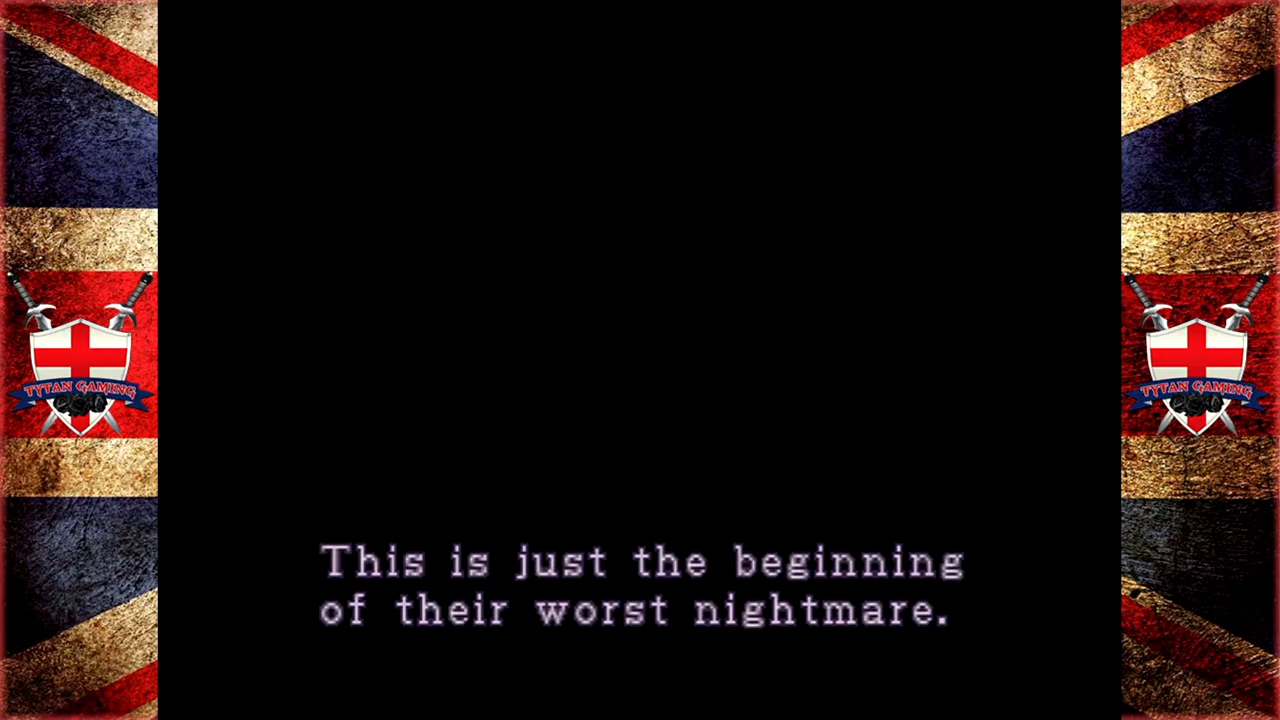 TYTAN GAMING
TYTAN GAMING
This is just the beginning
of their worst nightmare.